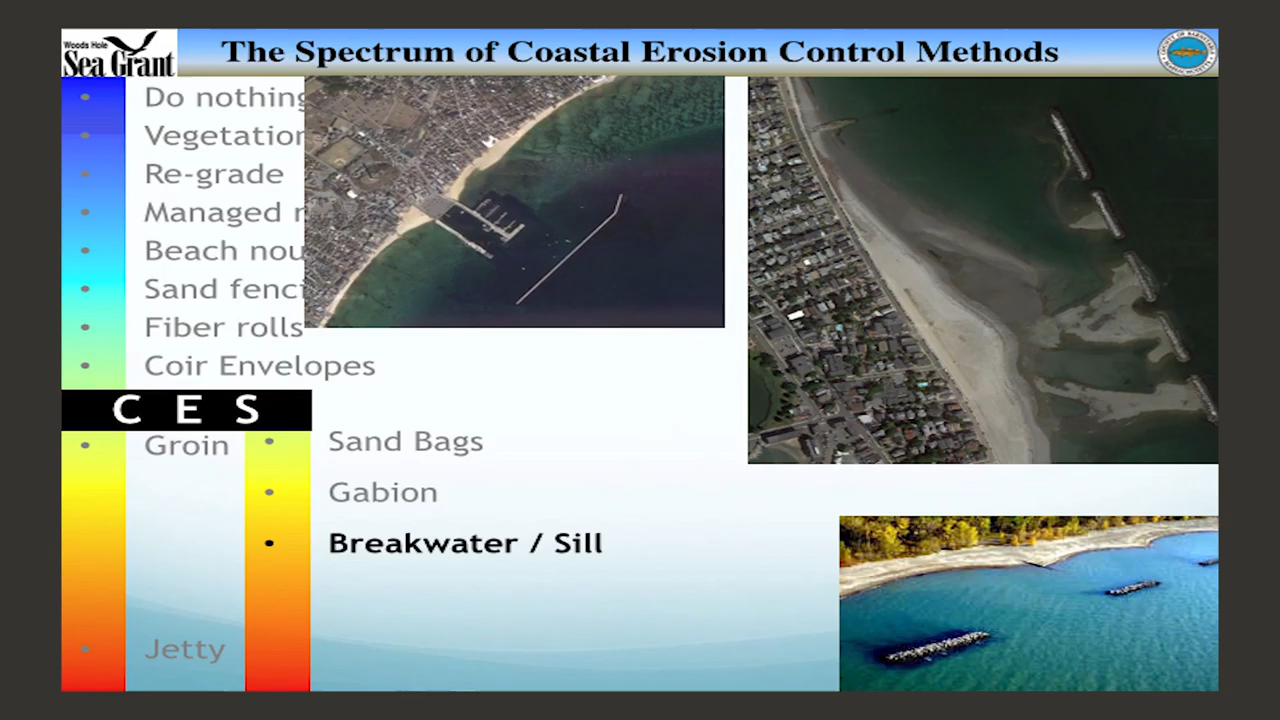 Woods Hole
Sea Grant
The Spectrum of Coastal Erosion Control Methods
• Do nothing
• Vegetation
• Re-grade
• Managed r
• Beach nou
• Sand fenci
• Fiber rolls
• Coir Envelopes
C E S
• Groin
• Sand Bags
• Gabion
• Breakwater / Sill
• Jetty